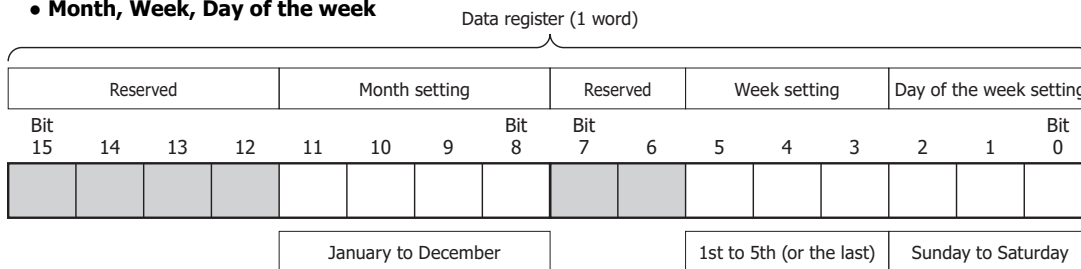 ● Month, Week, Day of the week
Data register (1 word)
Reserved Month setting Reserved Week setting Day of the week setting
Bit Bit Bit Bit
15 14 13 12 11 10 9 8 7 6 5 4 3 2 1 0
January to December 1st to 5th (or the last) Sunday to Saturday